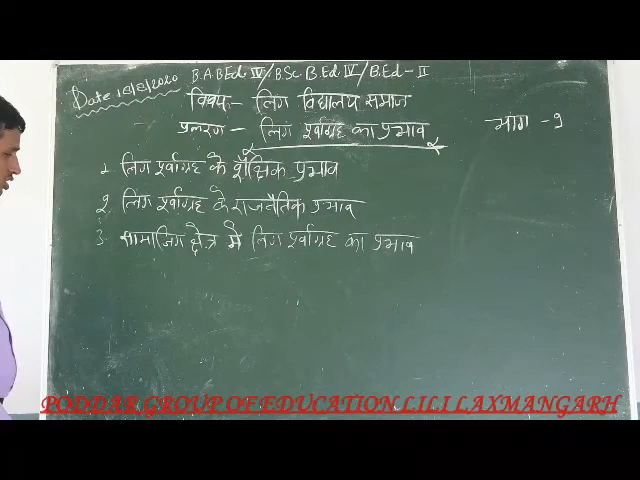 B.A.B.Ed. IV / B.Sc. B.Ed IV / B.Ed - II
Date 18/8/2020
विषय - लिंग विद्यालय समाज
प्रकरण - लिंग पूर्वाग्रह का प्रभाव
भाग - 9
1. लिंग पूर्वाग्रह के शैक्षिक प्रभाव
2. लिंग पूर्वाग्रह के राजनैतिक प्रभाव
3. सामाजिग क्षेत्र मे लिंग पूर्वाग्रह का प्रभाव
PODDAR GROUP OF EDUCATION LILI LAXMANGARH